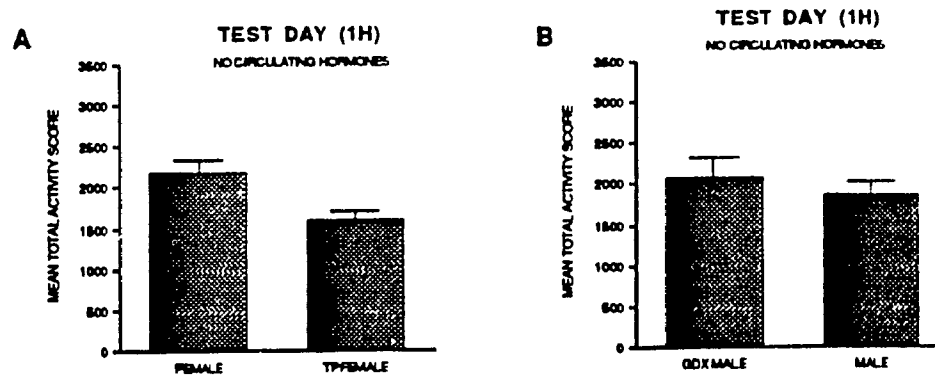 A
TEST DAY (1H)
NO CIRCULATING HORMONES
MEAN TOTAL ACTIVITY SCORE
3500
3000
2500
2000
1500
1000
500
0
FEMALE
TP FEMALE
B
TEST DAY (1H)
NO CIRCULATING HORMONES
MEAN TOTAL ACTIVITY SCORE
3500
3000
2500
2000
1500
1000
500
0
GDX MALE
MALE